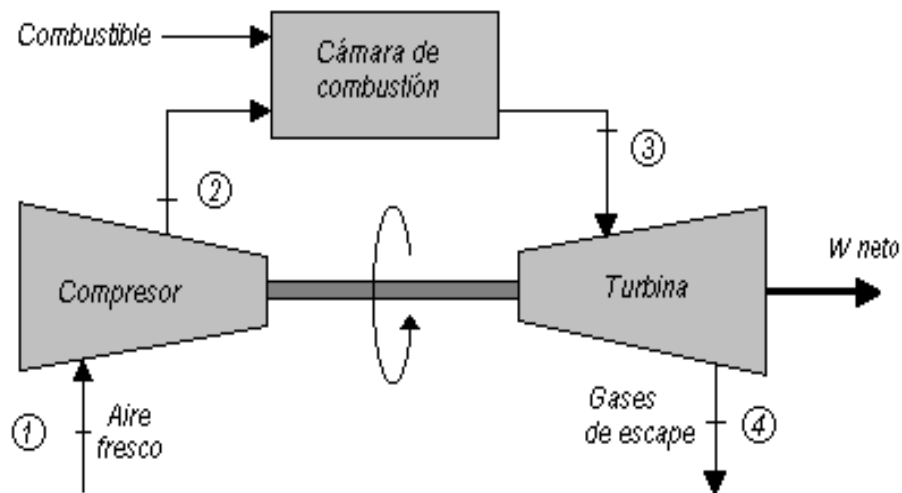 Combustible
Cámara de
combustión
3
2
W neto
Compresor
Turbina
1
Aire
fresco
Gases
de escape
4